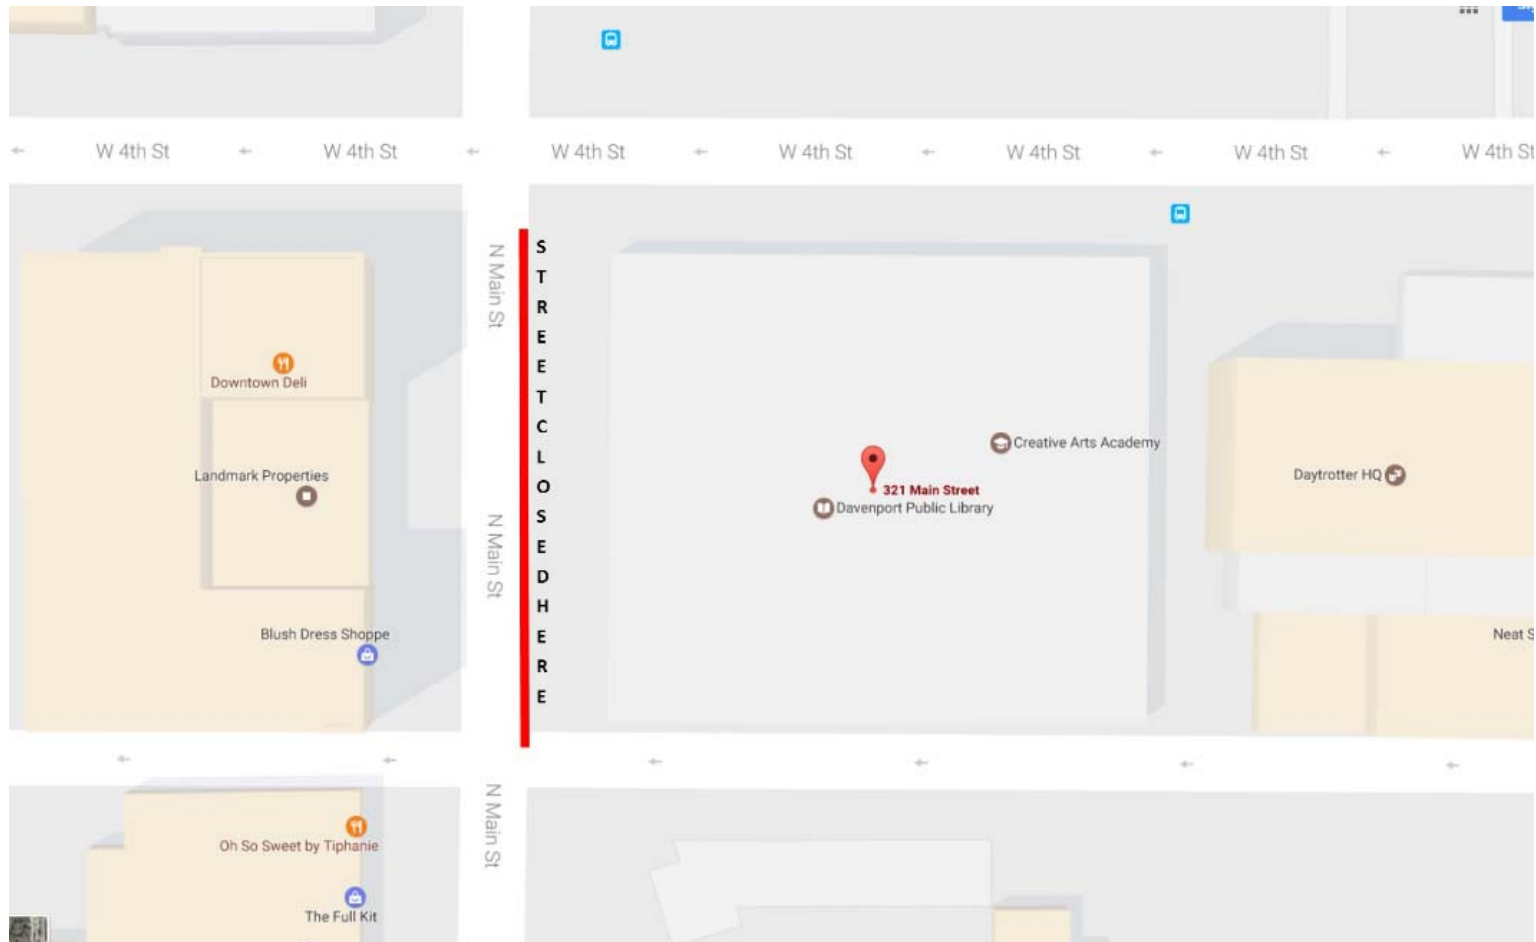 W 4th St
W 4th St
W 4th St
W 4th St
W 4th St
W 4th St
W 4th St
N Main St
STREET CLOSED HERE
Downtown Deli
Creative Arts Academy
Landmark Properties
Daytrotter HQ
321 Main Street
Davenport Public Library
N Main St
Blush Dress Shoppe
Neat S
N Main St
Oh So Sweet by Tiphanie
The Full Kit